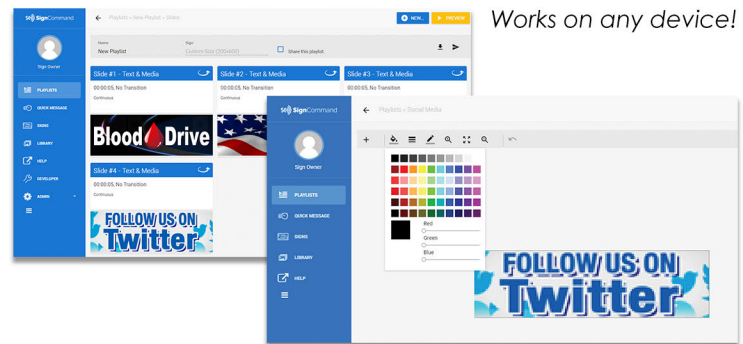 Works on any device!
SignCommand
Playlists » New Playlist » Slides
NEW...
PREVIEW
Sign Owner
Name
New Playlist
Sign
Custom Size (200x60)
Share this playlist.
PLAYLISTS
QUICK MESSAGE
SIGNS
LIBRARY
HELP
DEVELOPER
ADMIN
Slide #1 - Text & Media
00:00:05, No Transition
Continuous
Blood Drive
Slide #2 - Text & Media
00:00:05, No Transition
Continuous
Slide #3 - Text & Media
00:00:05, No Transition
Slide #4 - Text & Media
00:00:05, No Transition
Continuous
FOLLOW US ON
Twitter
SignCommand
Playlists » Social Media
Sign Owner
PLAYLISTS
QUICK MESSAGE
SIGNS
LIBRARY
HELP
Red
Green
Blue
FOLLOW US ON
Twitter